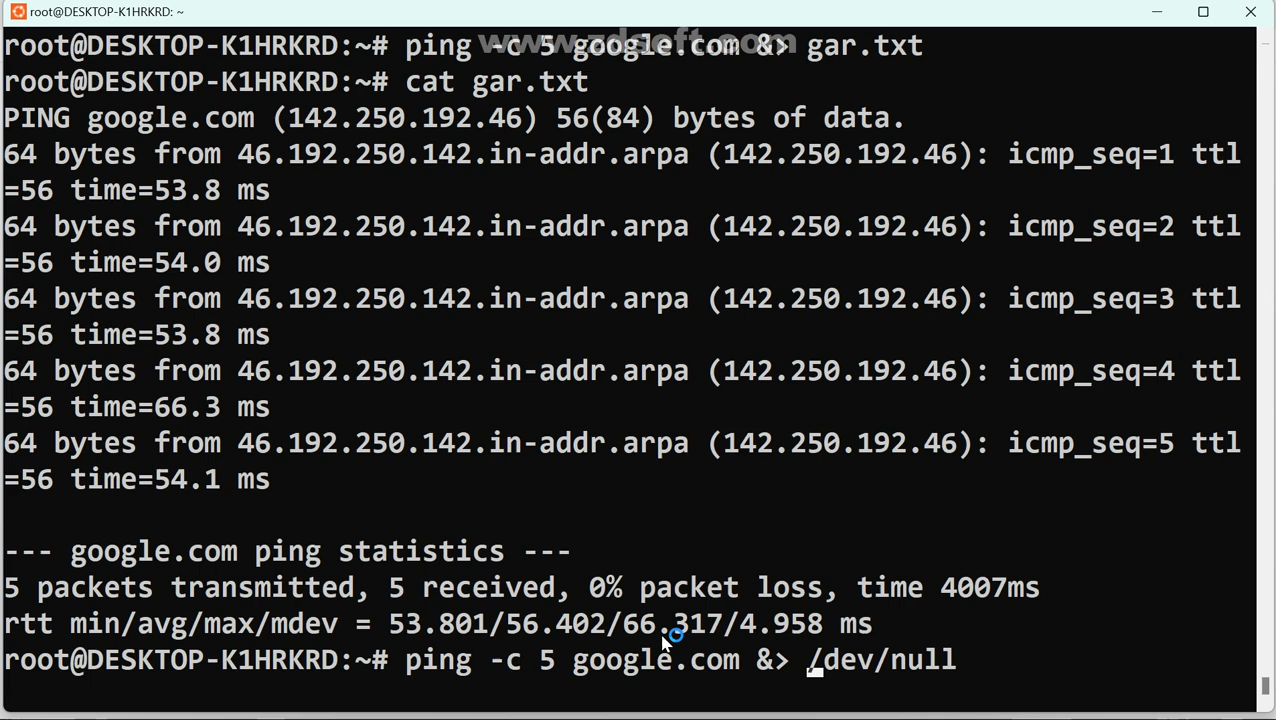 root@DESKTOP-K1HRKRD: ~
www.zdsoft.com
root@DESKTOP-K1HRKRD:~# ping -c 5 google.com &> gar.txt
root@DESKTOP-K1HRKRD:~# cat gar.txt
PING google.com (142.250.192.46) 56(84) bytes of data.
64 bytes from 46.192.250.142.in-addr.arpa (142.250.192.46): icmp_seq=1 ttl
=56 time=53.8 ms
64 bytes from 46.192.250.142.in-addr.arpa (142.250.192.46): icmp_seq=2 ttl
=56 time=54.0 ms
64 bytes from 46.192.250.142.in-addr.arpa (142.250.192.46): icmp_seq=3 ttl
=56 time=53.8 ms
64 bytes from 46.192.250.142.in-addr.arpa (142.250.192.46): icmp_seq=4 ttl
=56 time=66.3 ms
64 bytes from 46.192.250.142.in-addr.arpa (142.250.192.46): icmp_seq=5 ttl
=56 time=54.1 ms
--- google.com ping statistics ---
5 packets transmitted, 5 received, 0% packet loss, time 4007ms
rtt min/avg/max/mdev = 53.801/56.402/66.317/4.958 ms
root@DESKTOP-K1HRKRD:~# ping -c 5 google.com &> /dev/null